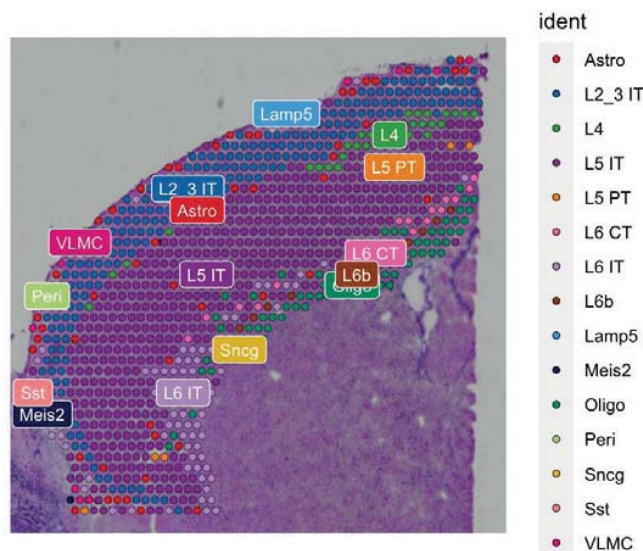 ident
Astro
L2_3 IT
L4
L5 IT
L5 PT
L6 CT
L6 IT
L6b
Lamp5
Meis2
Oligo
Peri
Sncg
Sst
VLMC
Lamp5
L4
L5 PT
L2_3 IT
Astro
VLMC
L6 CT
L5 IT
L6b
Oligo
Peri
Sncg
Sst
L6 IT
Meis2